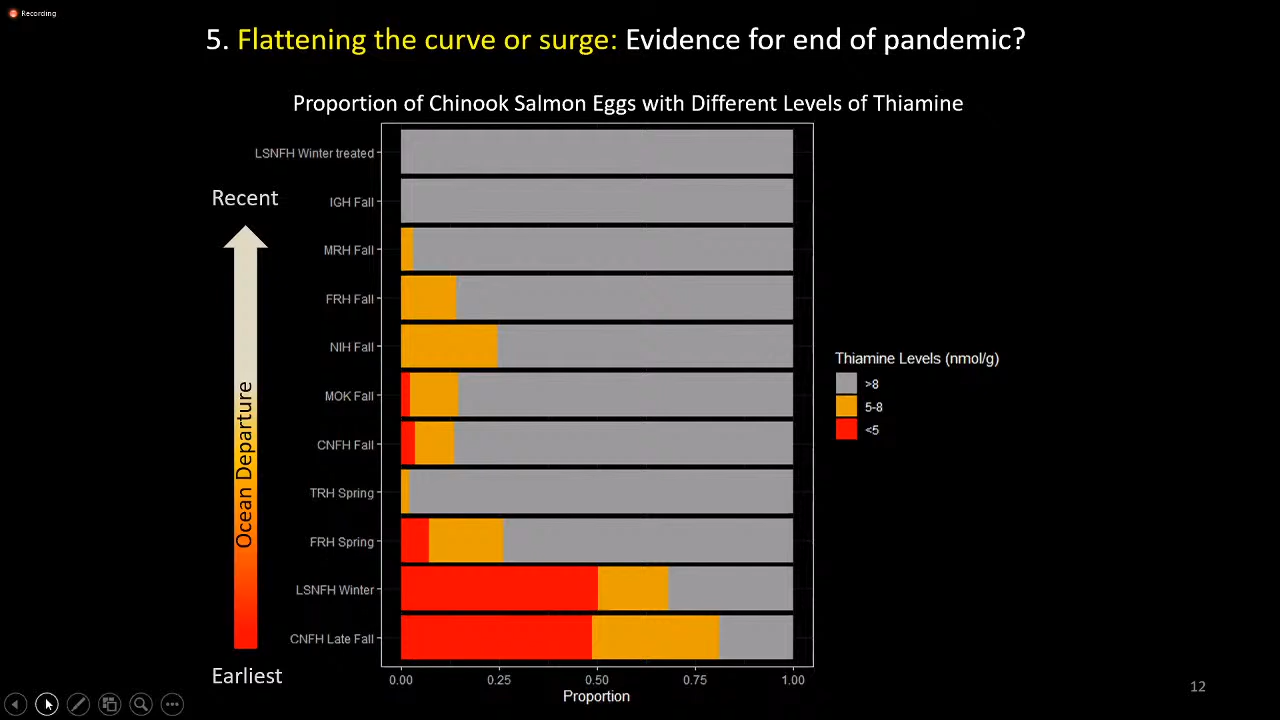 Recording
5. Flattening the curve or surge: Evidence for end of pandemic?
Proportion of Chinook Salmon Eggs with Different Levels of Thiamine
LSNFH Winter treated
Recent
IGH Fall
MRH Fall
FRH Fall
NIH Fall
MOK Fall
CNFH Fall
TRH Spring
FRH Spring
LSNFH Winter
CNFH Late Fall
Ocean Departure
Earliest
0.00 0.25 0.50 0.75 1.00
Proportion
Thiamine Levels (nmol/g)
>8
5-8
<5
12